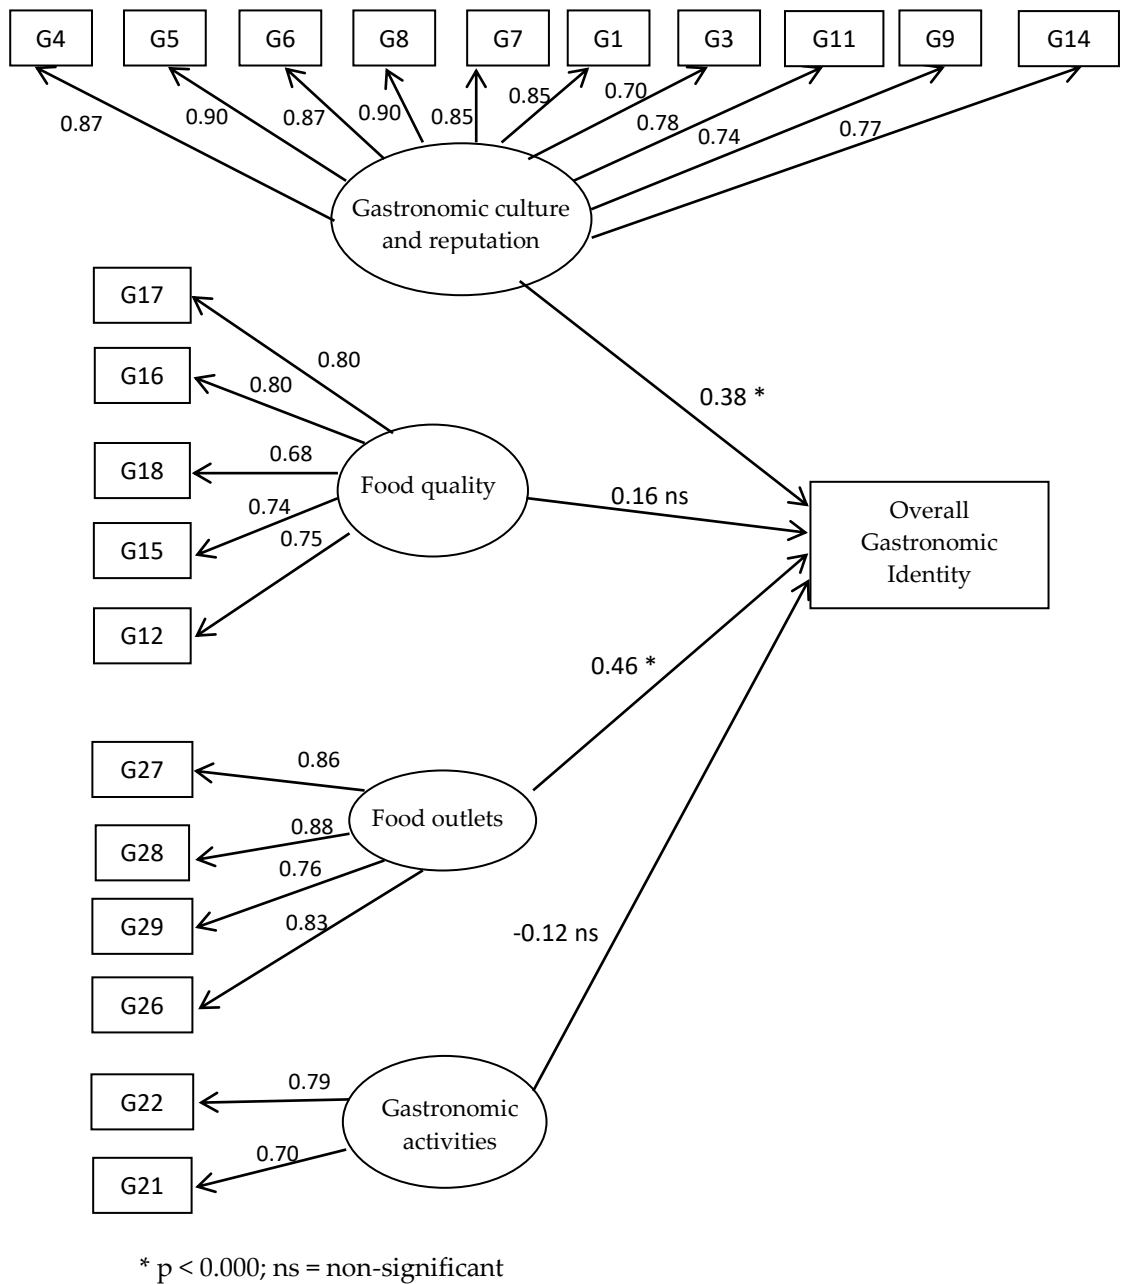 G4 G5 G6 G8 G7 G1 G3 G11 G9 G14
0.87 0.90 0.87 0.90 0.85 0.85 0.70 0.78 0.74 0.77
Gastronomic culture
and reputation
G17
0.80
G16
0.80
0.38 *
G18
0.68
Food quality
0.16 ns
G15
0.74
0.75
G12
Overall
Gastronomic
Identity
0.46 *
G27
0.86
Food outlets
G28
0.88
0.76
G29
0.83
G26
-0.12 ns
G22
0.79
Gastronomic
activities
G21
0.70
* p < 0.000; ns = non-significant